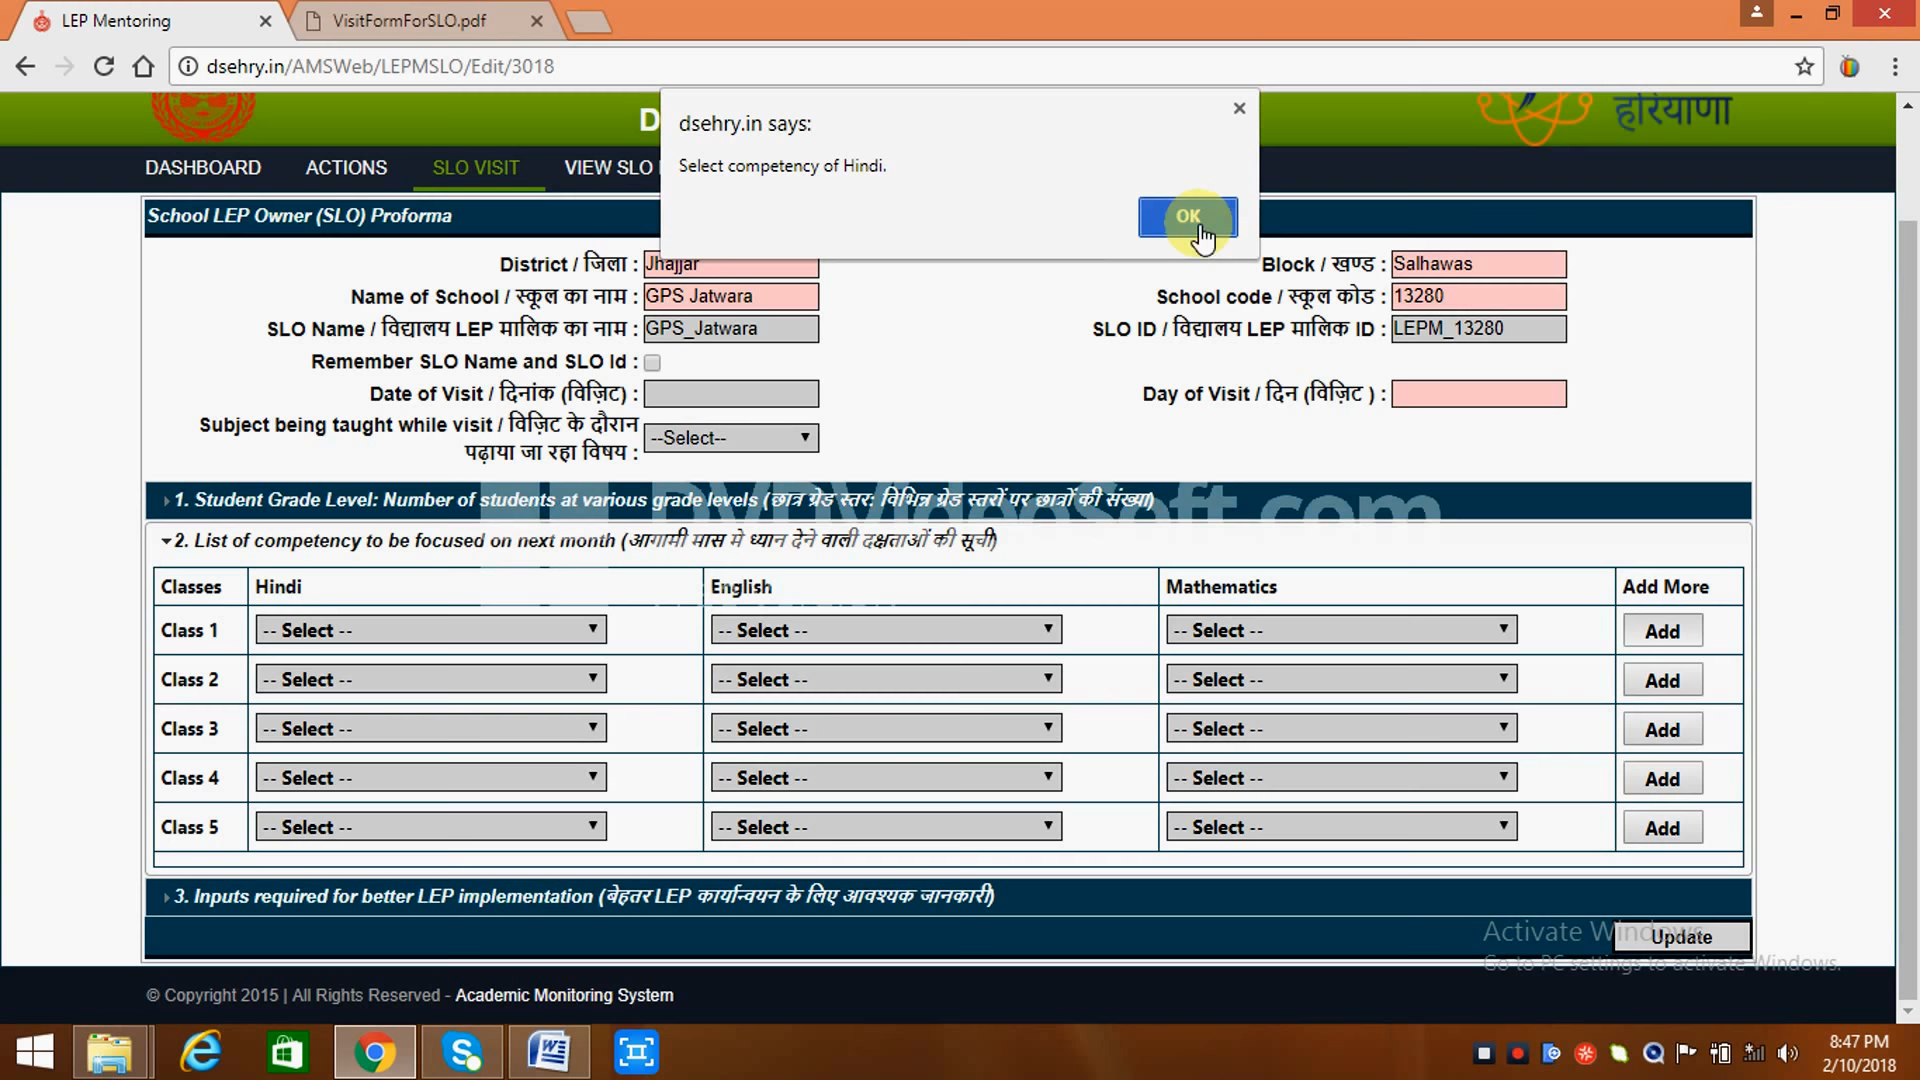 LEP Mentoring
VisitFormForSLO.pdf
dsehry.in/AMSWeb/LEPMSLO/Edit/3018
D
हरियाणा
dsehry.in says:
Select competency of Hindi.
OK
DASHBOARD ACTIONS SLO VISIT VIEW SLO
School LEP Owner (SLO) Proforma
District / जिला : Jhajjar Block / खण्ड : Salhawas
Name of School / स्कूल का नाम : GPS Jatwara School code / स्कूल कोड : 13280
SLO Name / विद्यालय LEP मालिक का नाम : GPS_Jatwara SLO ID / विद्यालय LEP मालिक ID : LEPM_13280
Remember SLO Name and SLO Id :
Date of Visit / दिनांक (विज़िट) : Day of Visit / दिन (विज़िट ) :
Subject being taught while visit / विज़िट के दौरान
पढ़ाया जा रहा विषय : --Select--
1. Student Grade Level: Number of students at various grade levels (छात्र ग्रेड स्तर: विभिन्न ग्रेड स्तरों पर छात्रों की संख्या)
DVDVideoSoft.com
2. List of competency to be focused on next month (आगामी मास मे ध्यान देने वाली दक्षताओं की सूची)
Classes Hindi English Mathematics Add More
Class 1 -- Select -- -- Select -- -- Select -- Add
Class 2 -- Select -- -- Select -- -- Select -- Add
Class 3 -- Select -- -- Select -- -- Select -- Add
Class 4 -- Select -- -- Select -- -- Select -- Add
Class 5 -- Select -- -- Select -- -- Select -- Add
3. Inputs required for better LEP implementation (बेहतर LEP कार्यान्वयन के लिए आवश्यक जानकारी)
Activate Windows
Update
Go to PC settings to activate Windows.
© Copyright 2015 | All Rights Reserved - Academic Monitoring System
8:47 PM
2/10/2018